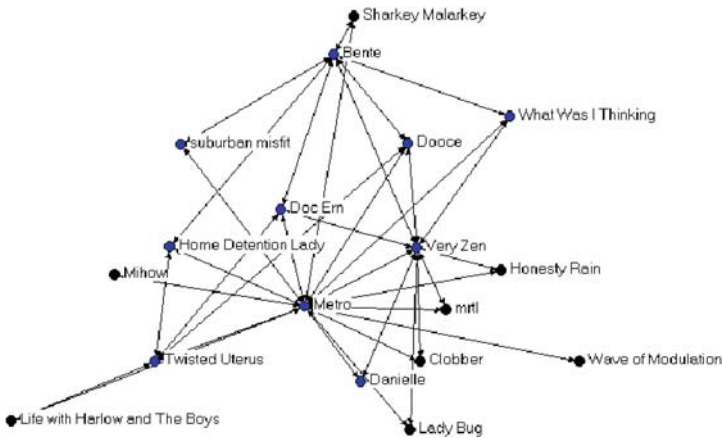 Sharkey Malarkey
Bente
What Was I Thinking
suburban misfit
Dooce
Doc Ern
Home Detention Lady
Very Zen
Mihow
Honesty Rain
Metro
mrtl
Twisted Uterus
Clobber
Wave of Modulation
Danielle
Life with Harlow and The Boys
Lady Bug